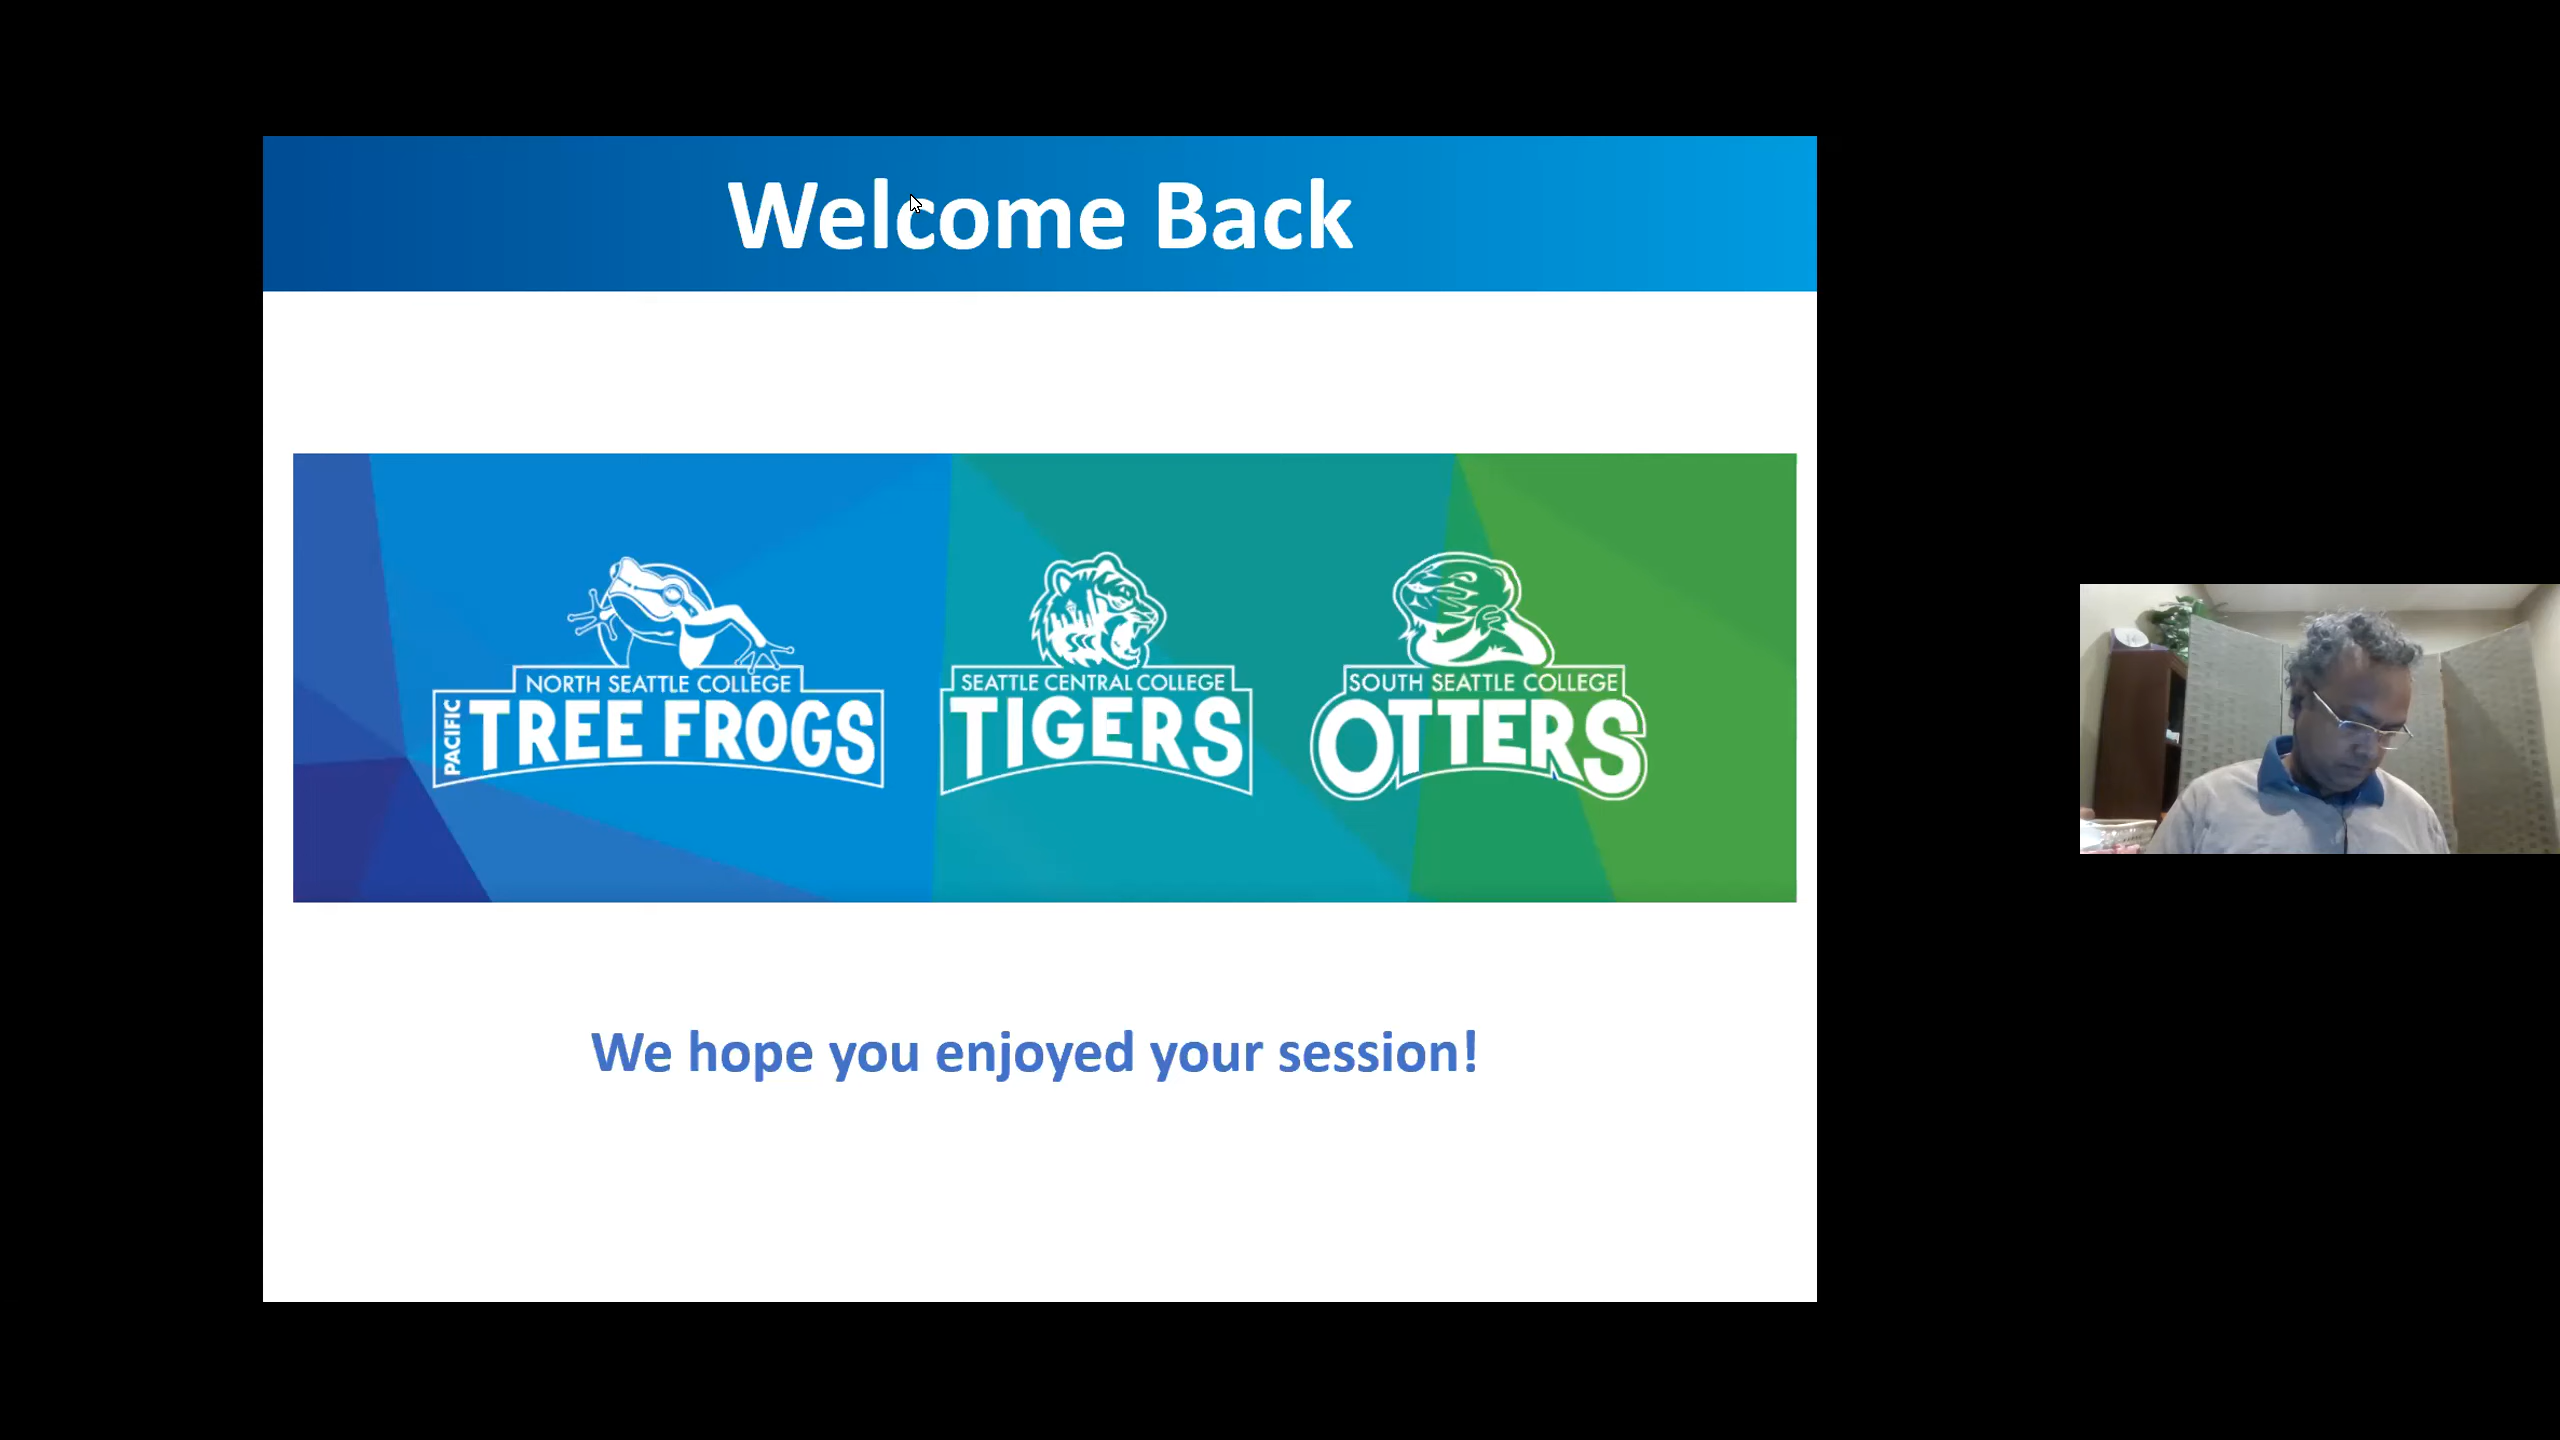 Welcome Back
NORTH SEATTLE COLLEGE
PACIFIC
TREE FROGS
SEATTLE CENTRAL COLLEGE
TIGERS
SOUTH SEATTLE COLLEGE
OTTERS
We hope you enjoyed your session!